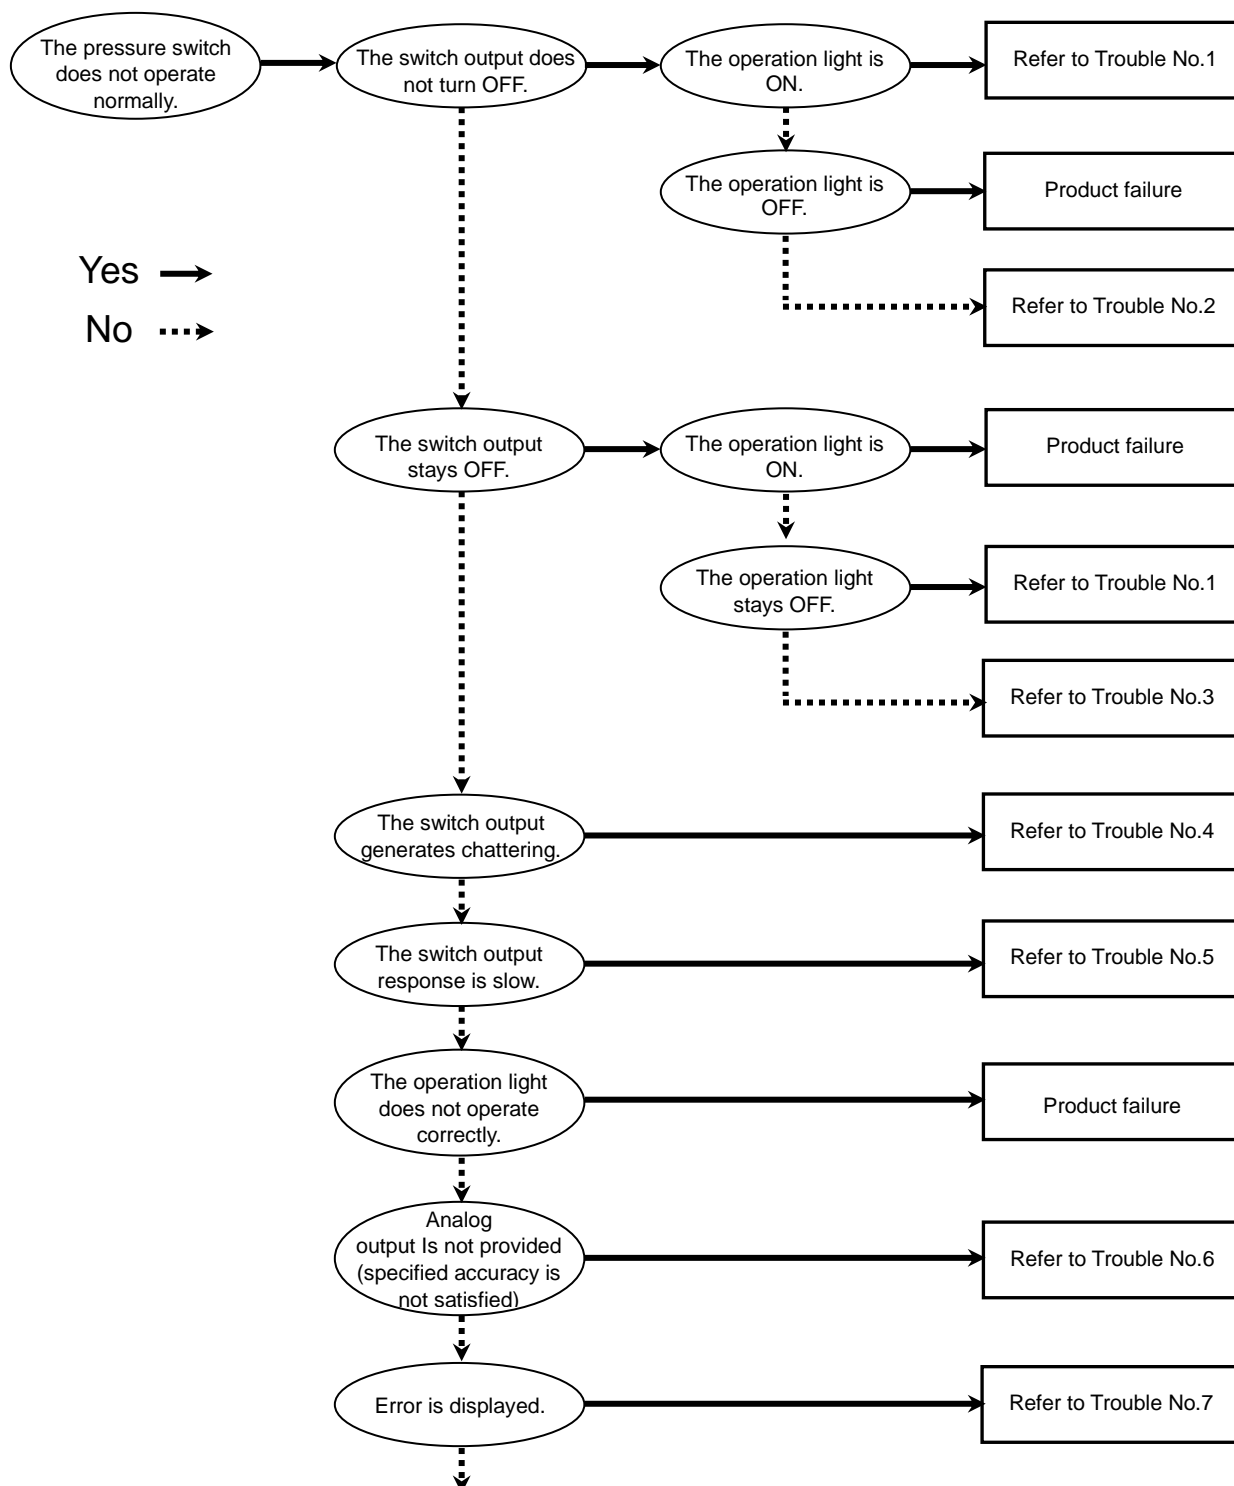 The pressure switch
does not operate
normally.
The switch output does
not turn OFF.
The operation light is
ON.
Refer to Trouble No.1
The operation light is
OFF.
Product failure
Yes
No
Refer to Trouble No.2
The switch output
stays OFF.
The operation light is
ON.
Product failure
The operation light
stays OFF.
Refer to Trouble No.1
Refer to Trouble No.3
The switch output
generates chattering.
Refer to Trouble No.4
The switch output
response is slow.
Refer to Trouble No.5
The operation light
does not operate
correctly.
Product failure
Analog
output Is not provided
(specified accuracy is
not satisfied)
Refer to Trouble No.6
Error is displayed.
Refer to Trouble No.7